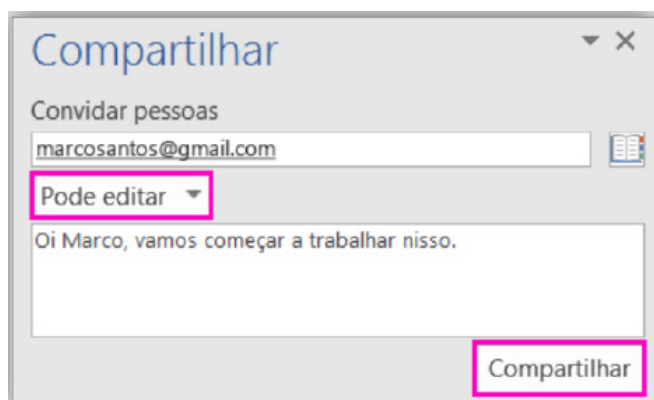 Compartilhar
Convidar pessoas
marcosantos@gmail.com
Pode editar
Oi Marco, vamos começar a trabalhar nisso.
Compartilhar